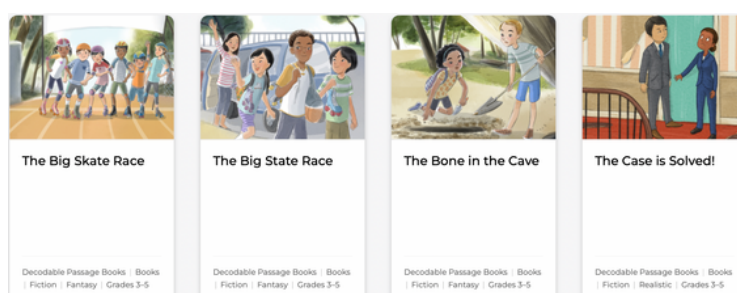 The Big Skate Race
Decodable Passage Books | Books
| Fiction | Fantasy | Grades 3-5
The Big State Race
Decodable Passage Books | Books
| Fiction | Fantasy | Grades 3-5
The Bone in the Cave
Decodable Passage Books | Books
| Fiction | Fantasy | Grades 3-5
The Case is Solved!
Decodable Passage Books | Books
| Fiction | Realistic | Grades 3-5